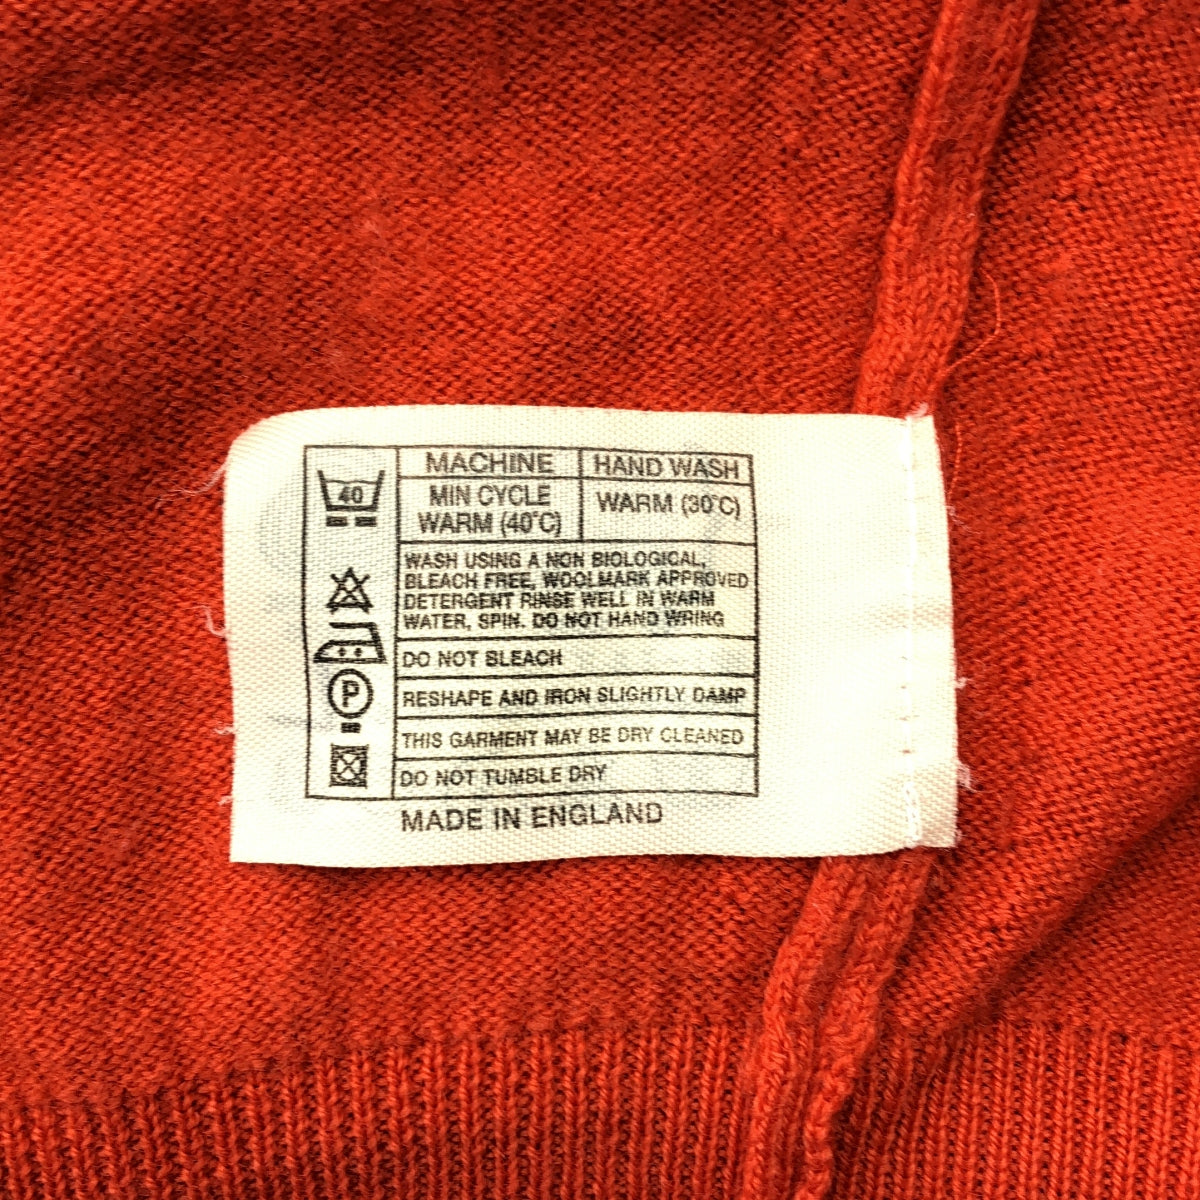 MACHINE HAND WASH
40 MIN CYCLE WARM (30°C)
WARM (40°C)
WASH USING A NON BIOLOGICAL,
BLEACH FREE, WOOLMARK APPROVED
DETERGENT RINSE WELL IN WARM
WATER, SPIN. DO NOT HAND WRING
DO NOT BLEACH
P RESHAPE AND IRON SLIGHTLY DAMP
THIS GARMENT MAY BE DRY CLEANED
DO NOT TUMBLE DRY
MADE IN ENGLAND